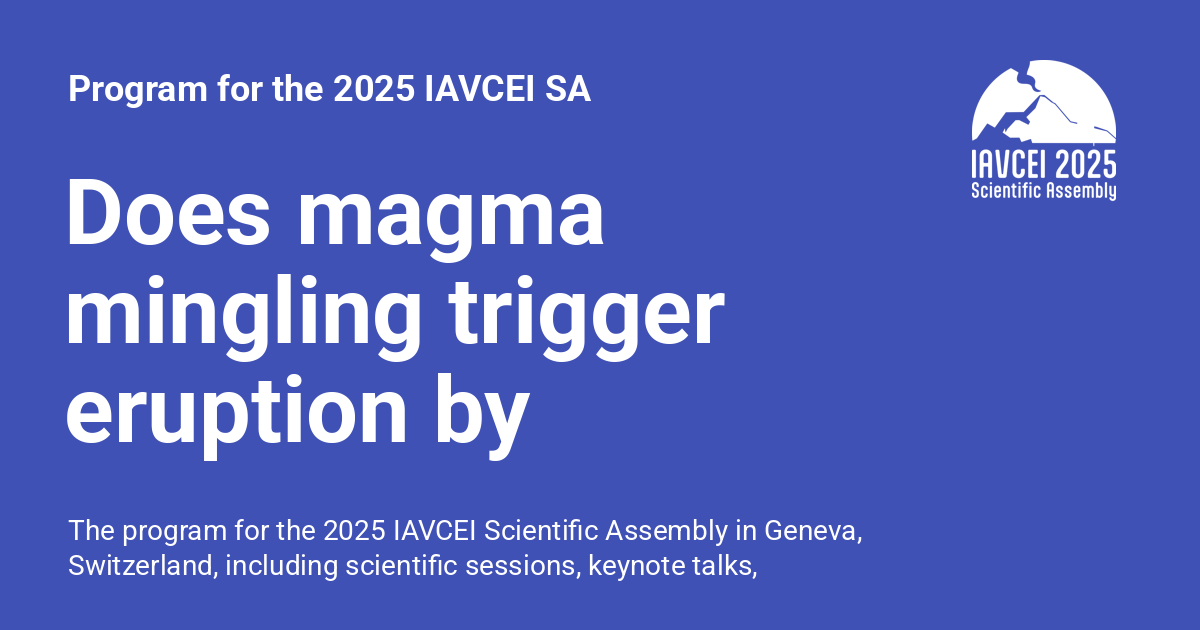 Program for the 2025 IAVCEI SA
IAVCEI 2025
Scientific Assembly
Does magma
mingling trigger
eruption by
The program for the 2025 IAVCEI Scientific Assembly in Geneva,
Switzerland, including scientific sessions, keynote talks,